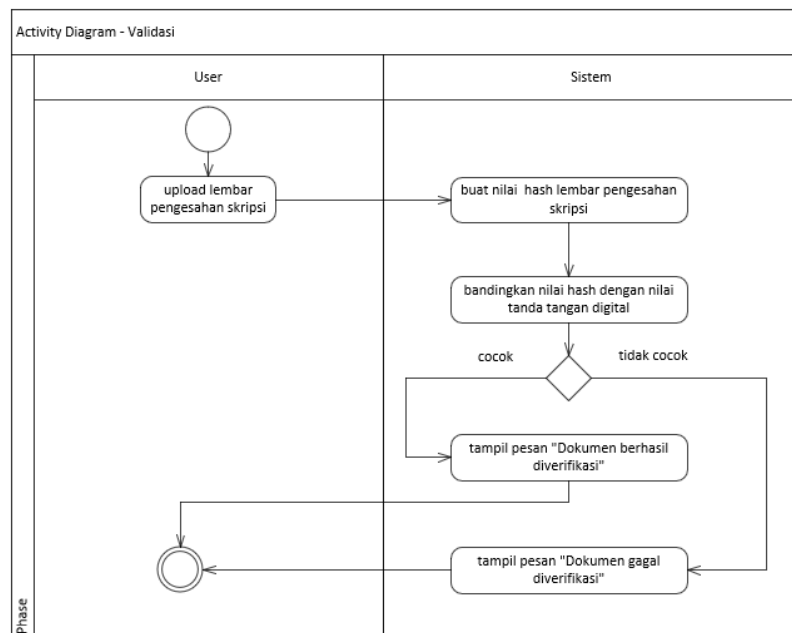 Activity Diagram - Validasi
User
Sistem
upload lembar
pengesahan skripsi
buat nilai hash lembar pengesahan
skripsi
bandingkan nilai hash dengan nilai
tanda tangan digital
cocok
tidak cocok
tampil pesan "Dokumen berhasil
diverifikasi"
tampil pesan "Dokumen gagal
diverifikasi"
Phase